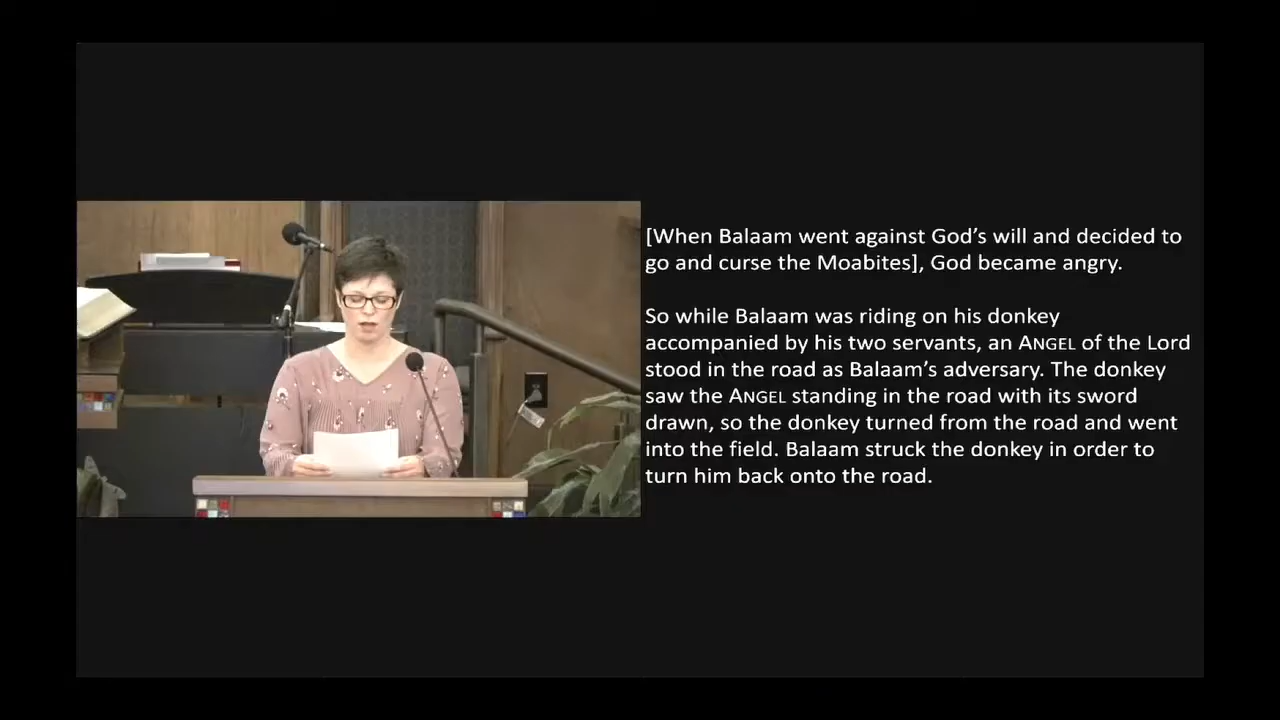 [When Balaam went against God’s will and decided to
go and curse the Moabites], God became angry.
So while Balaam was riding on his donkey
accompanied by his two servants, an ANGEL of the Lord
stood in the road as Balaam’s adversary. The donkey
saw the ANGEL standing in the road with its sword
drawn, so the donkey turned from the road and went
into the field. Balaam struck the donkey in order to
turn him back onto the road.